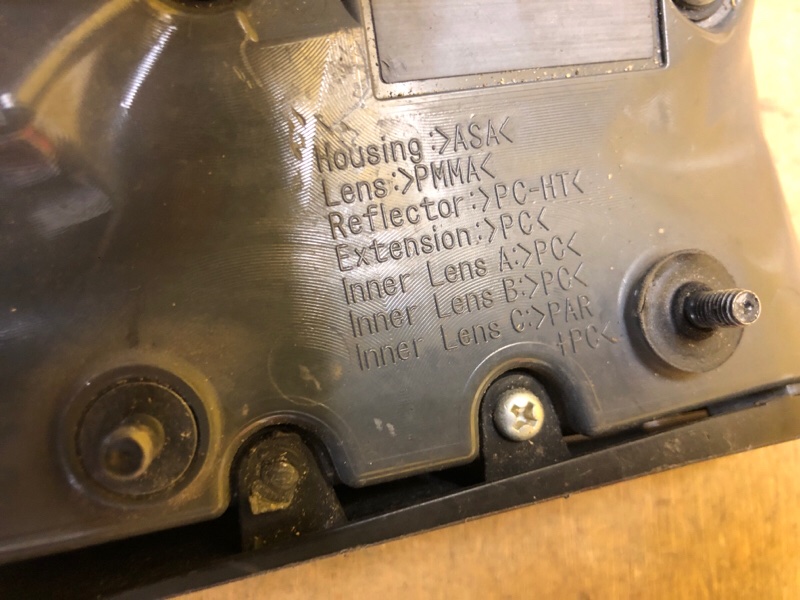 Housing:>ASA<
Lens:>PMMA<
Reflector:>PC-HT<
Extension:>PC<
Inner Lens A:>PC<
Inner Lens B:>PC<
Inner Lens C:>PAR
+PC<